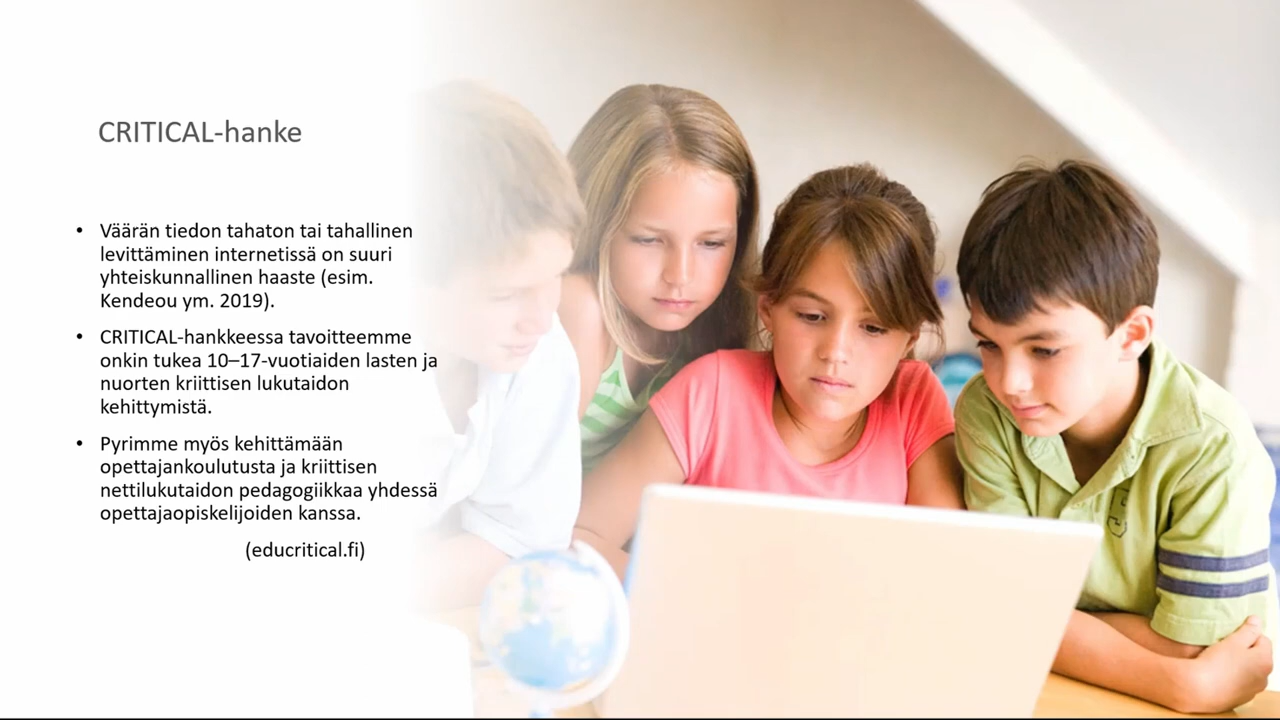 CRITICAL-hanke
• Väärän tiedon tahaton tai tahallinen
levittäminen internetissä on suuri
yhteiskunnallinen haaste (esim.
Kendeou ym. 2019).
• CRITICAL-hankkeessa tavoitteemme
onkin tukea 10–17-vuotiaiden lasten ja
nuorten kriittisen lukutaidon
kehittymistä.
• Pyrimme myös kehittämään
opettajankoulutusta ja kriittisen
nettilukutaidon pedagogiikkaa yhdessä
opettajaopiskelijoiden kanssa.
(educritical.fi)